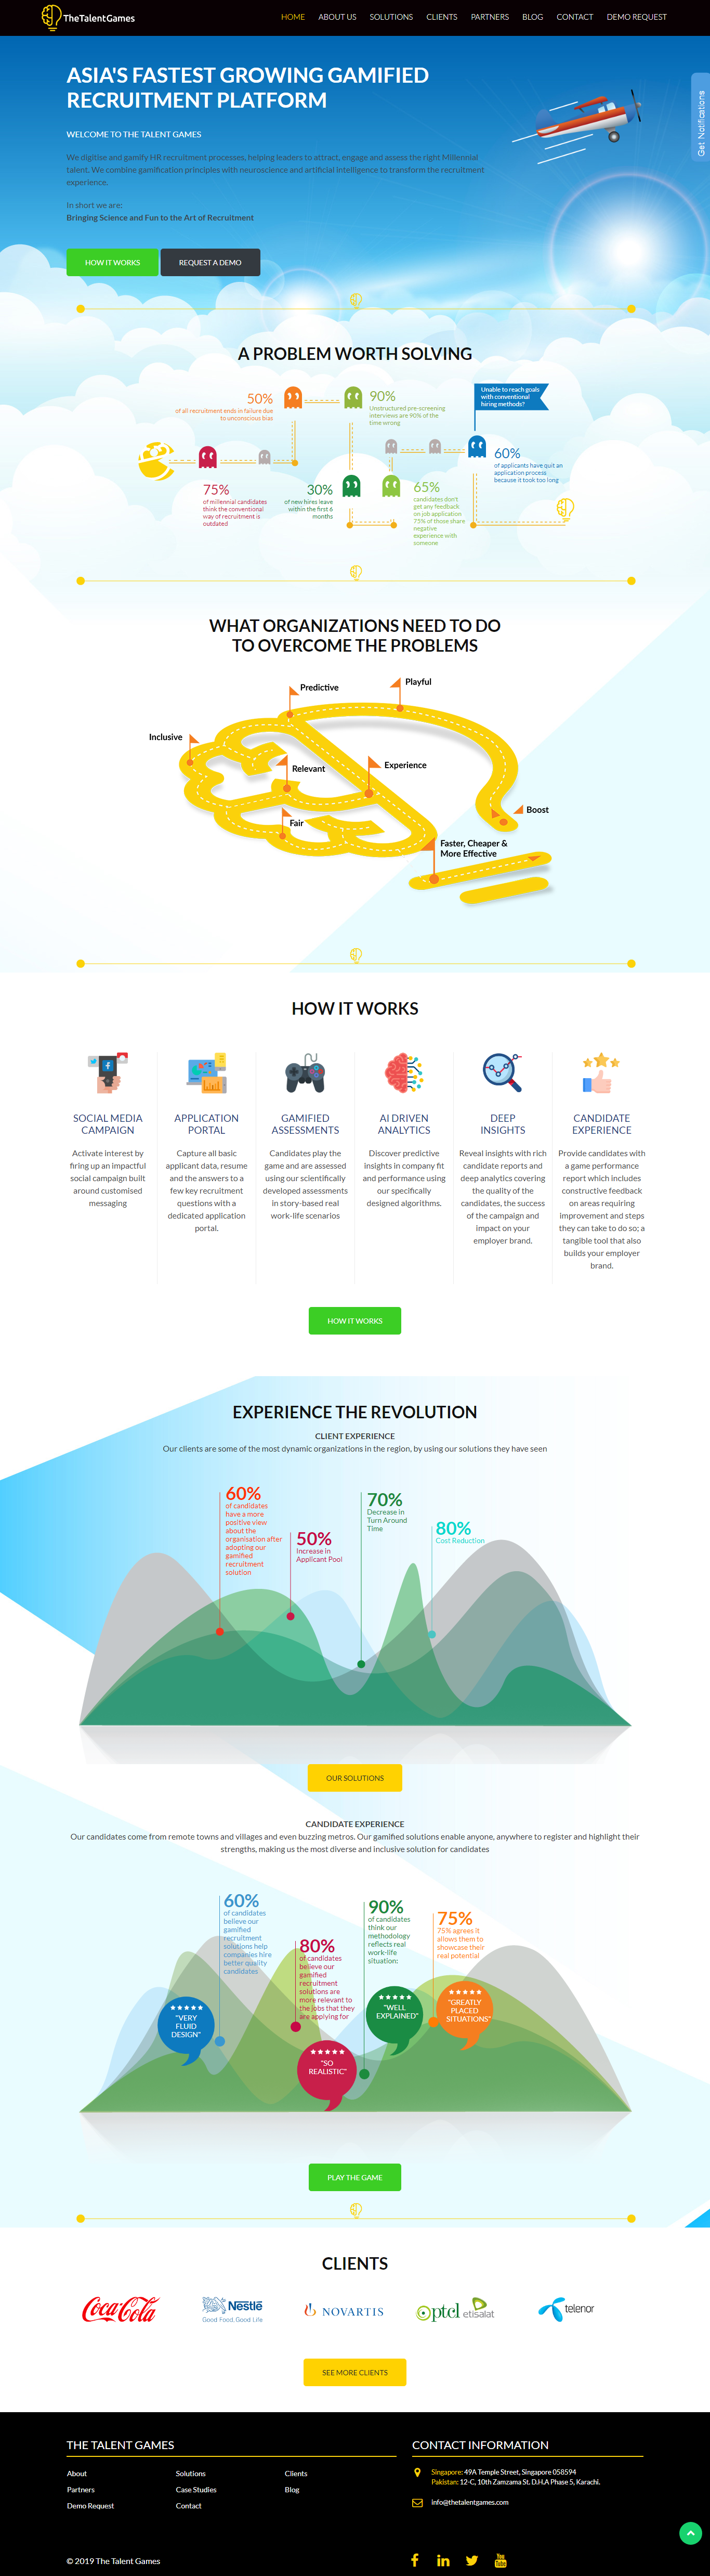 TheTalentGames
HOME ABOUT US SOLUTIONS CLIENTS PARTNERS BLOG CONTACT DEMO REQUEST
ASIA'S FASTEST GROWING GAMIFIED
RECRUITMENT PLATFORM
Get Notifications
WELCOME TO THE TALENT GAMES
We digitise and gamify HR recruitment processes, helping leaders to attract, engage and assess the right Millennial
talent. We combine gamification principles with neuroscience and artificial intelligence to transform the recruitment
experience.
In short we are:
Bringing Science and Fun to the Art of Recruitment
HOW IT WORKS
REQUEST A DEMO
A PROBLEM WORTH SOLVING
50%
of all recruitment ends in failure due
to unconscious bias
90%
Unstructured pre-screening
interviews are 90% of the
time wrong
Unable to reach goals
with conventional
hiring methods?
60%
of applicants have quit an
application process
because it took too long
75%
of millennial candidates
think the conventional
way of recruitment is
outdated
30%
of new hires leave
within the first 6
months
65%
candidates don't
get any feedback
on job application
75% of those share
negative
experience with
someone
WHAT ORGANIZATIONS NEED TO DO
TO OVERCOME THE PROBLEMS
Predictive
Playful
Inclusive
Relevant
Experience
Fair
Boost
Faster, Cheaper &
More Effective
HOW IT WORKS
SOCIAL MEDIA
CAMPAIGN
Activate interest by
firing up an impactful
social campaign built
around customised
messaging
APPLICATION
PORTAL
Capture all basic
applicant data, resume
and the answers to a
few key recruitment
questions with a
dedicated application
portal.
GAMIFIED
ASSESSMENTS
Candidates play the
game and are assessed
using our scientifically
developed assessments
in story-based real
work-life scenarios
AI DRIVEN
ANALYTICS
Discover predictive
insights in company fit
and performance using
our specifically
designed algorithms.
DEEP
INSIGHTS
Reveal insights with rich
candidate reports and
deep analytics covering
the quality of the
candidates, the success
of the campaign and
impact on your
employer brand.
CANDIDATE
EXPERIENCE
Provide candidates with
a game performance
report which includes
constructive feedback
on areas requiring
improvement and steps
they can take to do so; a
tangible tool that also
builds your employer
brand.
HOW IT WORKS
EXPERIENCE THE REVOLUTION
CLIENT EXPERIENCE
Our clients are some of the most dynamic organizations in the region, by using our solutions they have seen
60%
of candidates
have a more
positive view
about the
organisation after
adopting our
gamified
recruitment
solution
50%
Increase in
Applicant Pool
70%
Decrease in
Turn Around
Time
80%
Cost Reduction
OUR SOLUTIONS
CANDIDATE EXPERIENCE
Our candidates come from remote towns and villages and even buzzing metros. Our gamified solutions enable anyone, anywhere to register and highlight their
strengths, making us the most diverse and inclusive solution for candidates
60%
of candidates
believe our
gamified
recruitment
solutions help
companies hire
better quality
candidates
80%
of candidates
believe our
gamified
recruitment
solutions are
more relevant to
the jobs that they
are applying for
90%
of candidates
think our
methodology
reflects real
work-life
situation:
75%
75% agrees it
allows them to
showcase their
real potential
"VERY
FLUID
DESIGN"
"SO
REALISTIC"
"WELL
EXPLAINED"
"GREATLY
PLACED
SITUATIONS"
PLAY THE GAME
CLIENTS
Coca-Cola
Nestle
Good Food, Good Life
NOVARTIS
ptcl
etisalat
telenor
SEE MORE CLIENTS
THE TALENT GAMES
About Solutions Clients
Partners Case Studies Blog
Demo Request Contact
CONTACT INFORMATION
Singapore: 49A Temple Street, Singapore 058594
Pakistan: 12-C, 10th Zamzama St. D.H.A Phase 5, Karachi.
info@thetalentgames.com
© 2019 The Talent Games